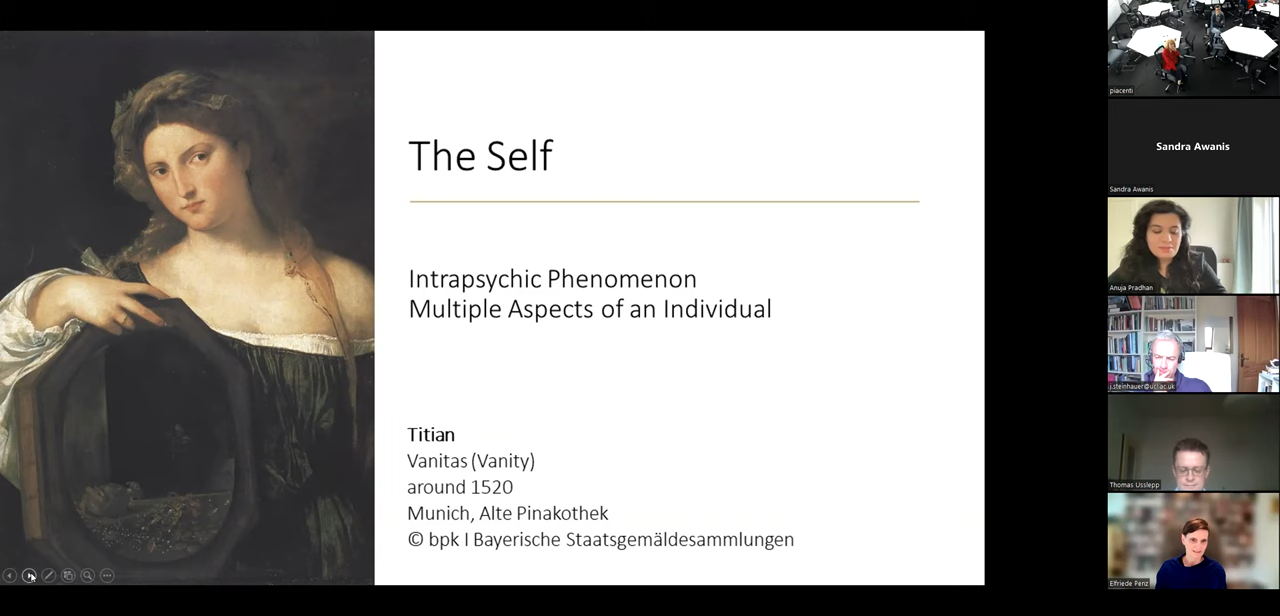 The Self
Intrapsychic Phenomenon
Multiple Aspects of an Individual
Titian
Vanitas (Vanity)
around 1520
Munich, Alte Pinakothek
© bpk I Bayerische Staatsgemäldesammlungen
piacenti
Sandra Awanis
Sandra Awanis
Anuja Pradhan
j.steinhauer@ucl.ac.uk
Thomas Usslepp
Elfriede Penz